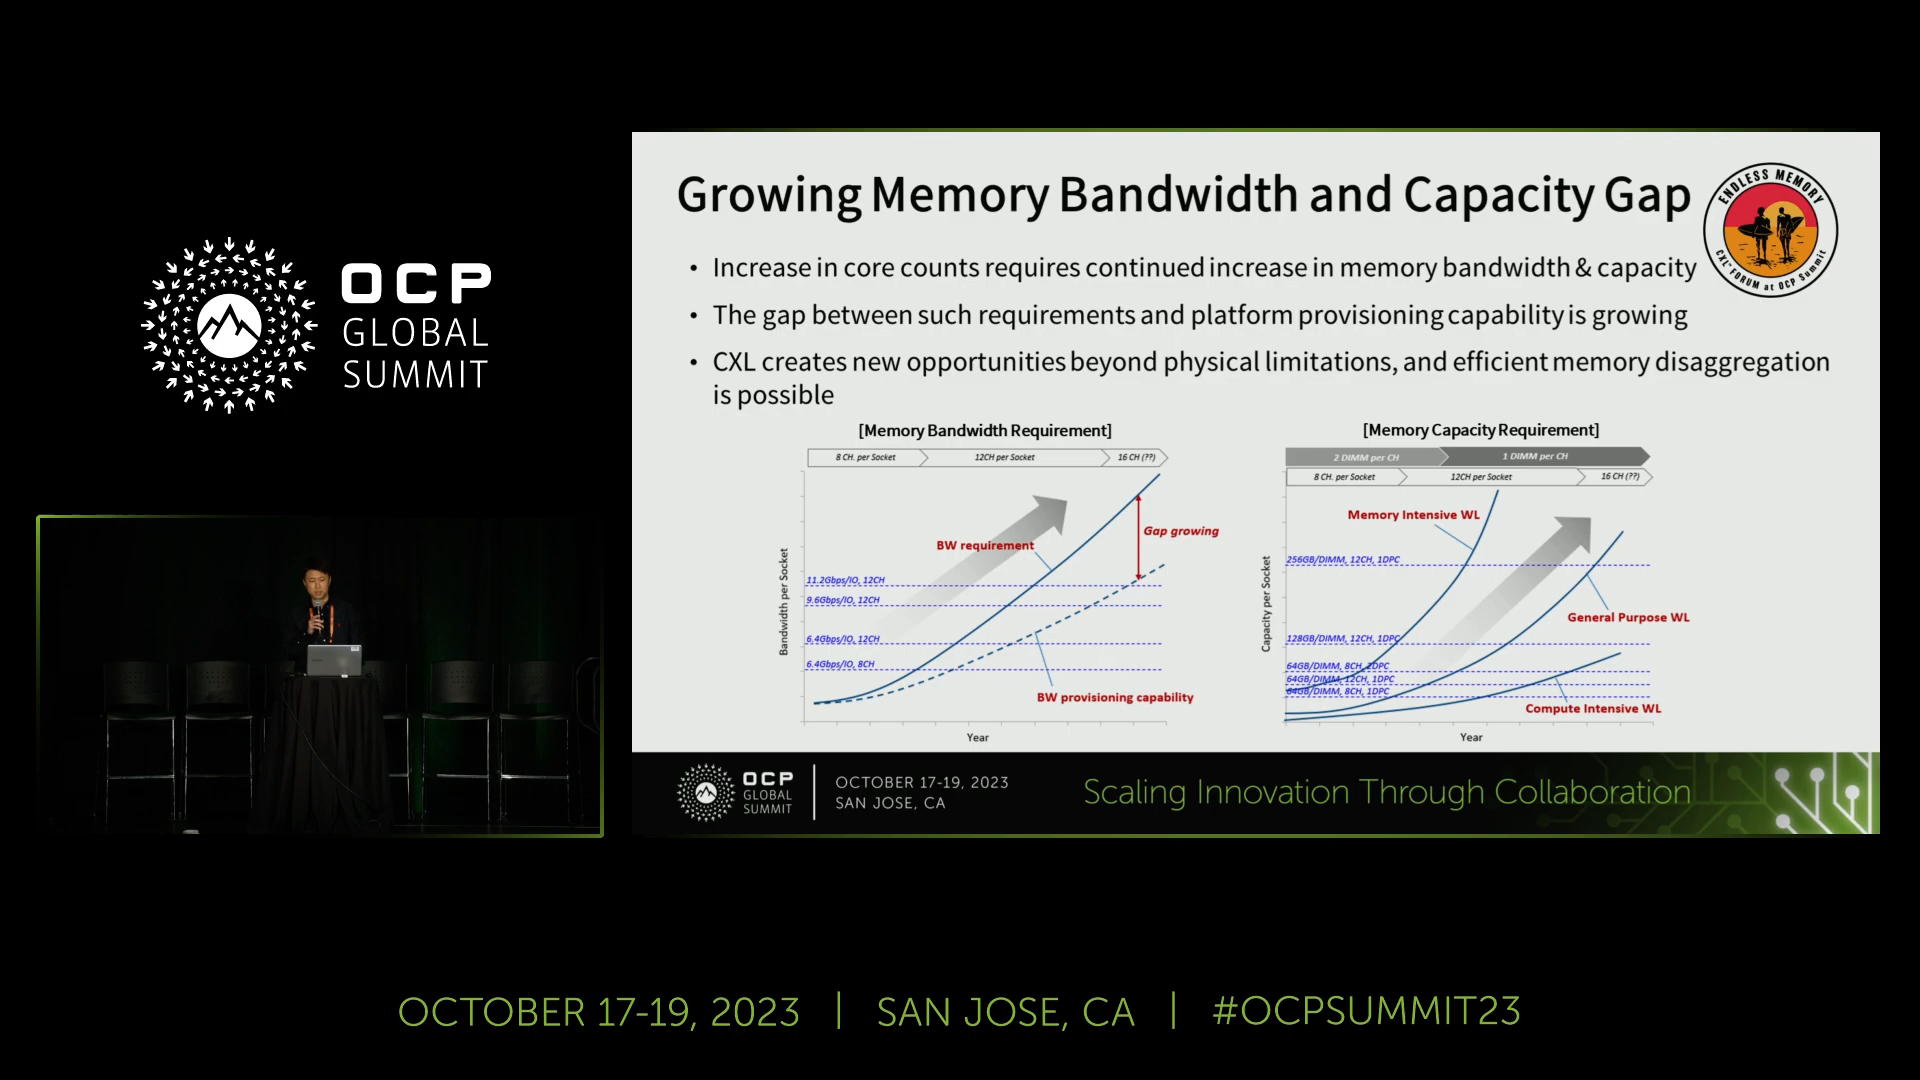 OCP
GLOBAL
SUMMIT
Growing Memory Bandwidth and Capacity Gap
ENDLESS MEMORY
CXL™ FORUM at OCP Summit
• Increase in core counts requires continued increase in memory bandwidth & capacity
• The gap between such requirements and platform provisioning capability is growing
• CXL creates new opportunities beyond physical limitations, and efficient memory disaggregation
is possible
[Memory Bandwidth Requirement]
8 CH. per Socket
12CH per Socket
16 CH (??)
BW requirement
Gap growing
11.2Gbps/IO, 12CH
9.6Gbps/IO, 12CH
6.4Gbps/IO, 12CH
6.4Gbps/IO, 8CH
BW provisioning capability
Bandwidth per Socket
Year
[Memory Capacity Requirement]
2 DIMM per CH
1 DIMM per CH
8 CH. per Socket
12CH per Socket
16 CH (??)
Memory Intensive WL
256GB/DIMM, 12CH, 1DPC
General Purpose WL
128GB/DIMM, 12CH, 1DPC
64GB/DIMM, 8CH, 2DPC
64GB/DIMM, 12CH, 1DPC
64GB/DIMM, 8CH, 1DPC
Compute Intensive WL
Capacity per Socket
Year
OCP
GLOBAL
SUMMIT
OCTOBER 17-19, 2023
SAN JOSE, CA
Scaling Innovation Through Collaboration
OCTOBER 17-19, 2023 | SAN JOSE, CA | #OCPSUMMIT23